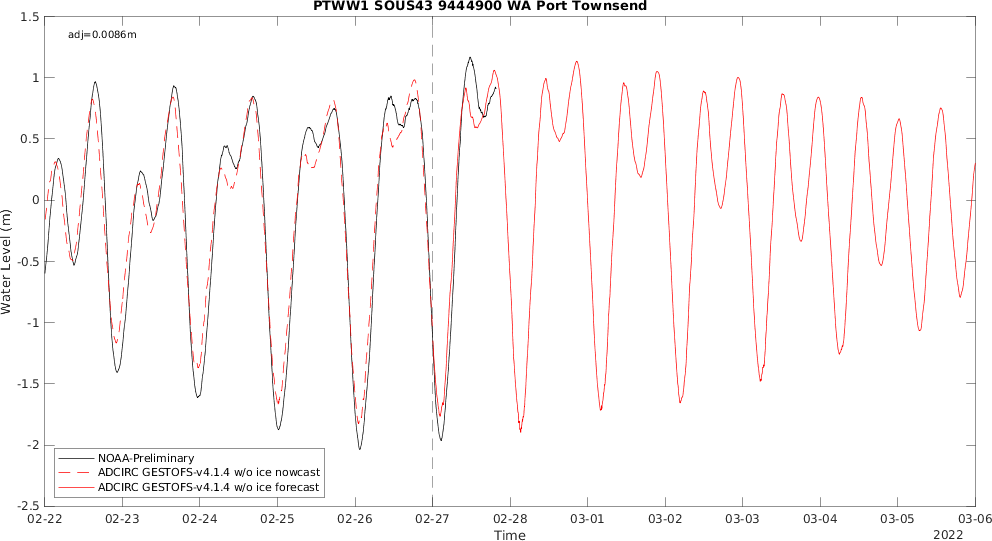 PTWW1 SOUS43 9444900 WA Port Townsend
adj=0.0086m
1.5
1
0.5
0
-0.5
-1
-1.5
-2
-2.5
Water Level (m)
NOAA-Preliminary
ADCIRC GESTOFS-v4.1.4 w/o ice nowcast
ADCIRC GESTOFS-v4.1.4 w/o ice forecast
02-22 02-23 02-24 02-25 02-26 02-27 02-28 03-01 03-02 03-03 03-04 03-05 03-06
Time
2022